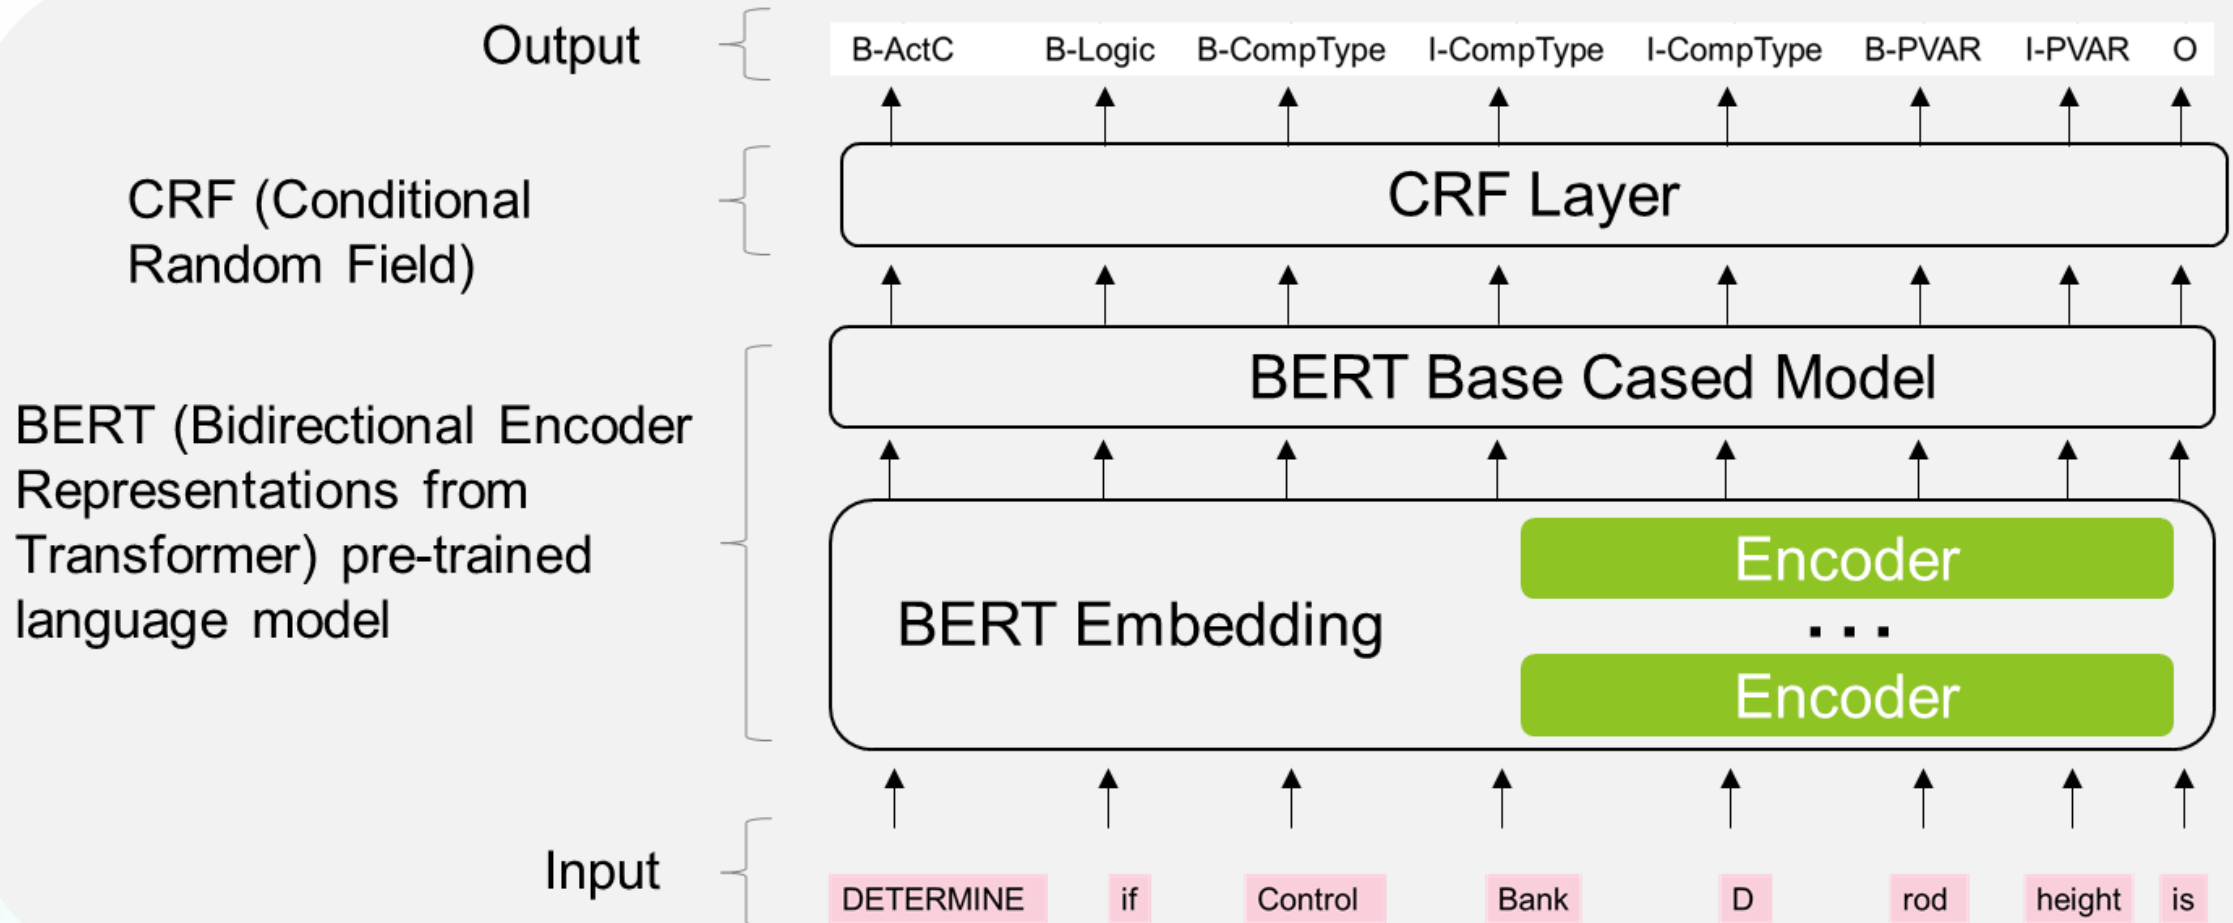 Output
B-ActC B-Logic B-CompType I-CompType I-CompType B-PVAR I-PVAR O
CRF (Conditional
Random Field)
CRF Layer
BERT Base Cased Model
BERT (Bidirectional Encoder
Representations from
Transformer) pre-trained
language model
BERT Embedding
Encoder
...
Encoder
Input
DETERMINE if Control Bank D rod height is